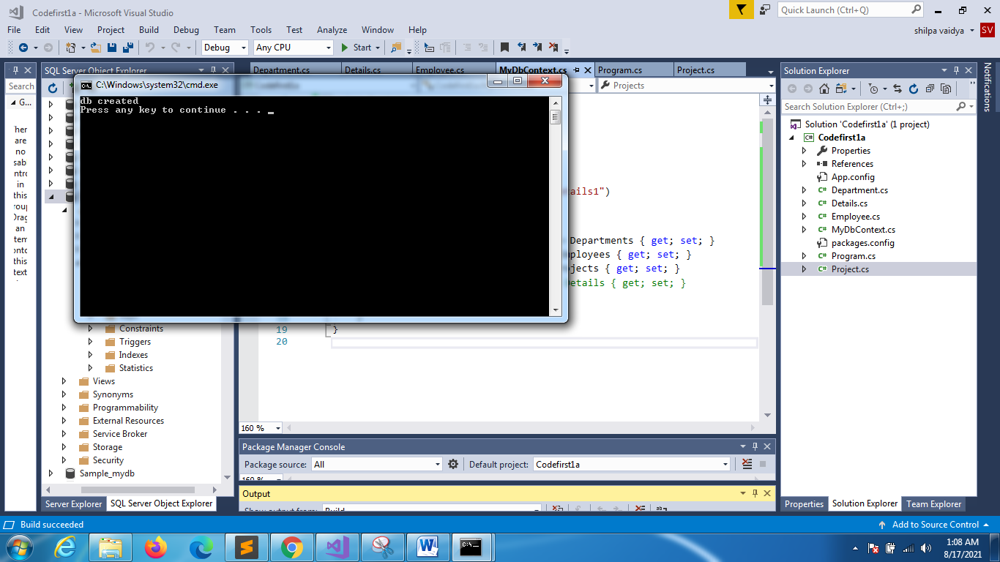 Codefirst1a - Microsoft Visual Studio
Quick Launch (Ctrl+Q)
File Edit View Project Build Debug Team Tools Test Analyze Window Help
shilpa vaidya SV
Debug Any CPU Start
SQL Server Object Explorer
Department.cs Details.cs Employee.cs MyDbContext.cs Program.cs Project.cs
Solution Explorer
Notifications
Search
C:\Windows\system32\cmd.exe
Projects
db created
Press any key to continue . . . _
G...
Search Solution Explorer (Ctrl+;)
Solution 'Codefirst1a' (1 project)
Codefirst1a
Properties
References
App.config
Department.cs
Details.cs
Employee.cs
MyDbContext.cs
packages.config
Program.cs
Project.cs
her
are
no
sab
ntrc
in
this
roup
Drag
an
tem
ontc
this
text
ails1")
Departments { get; set; }
ployees { get; set; }
jects { get; set; }
etails { get; set; }
19 }
20
Constraints
Triggers
Indexes
Statistics
Views
Synonyms
Programmability
External Resources
Service Broker
Storage
Security
Sample_mydb
160 %
Package Manager Console
Package source: All Default project: Codefirst1a
160 %
Output
Show output from: Build
Server Explorer SQL Server Object Explorer
Properties Solution Explorer Team Explorer
Build succeeded
Add to Source Control
1:08 AM
8/17/2021